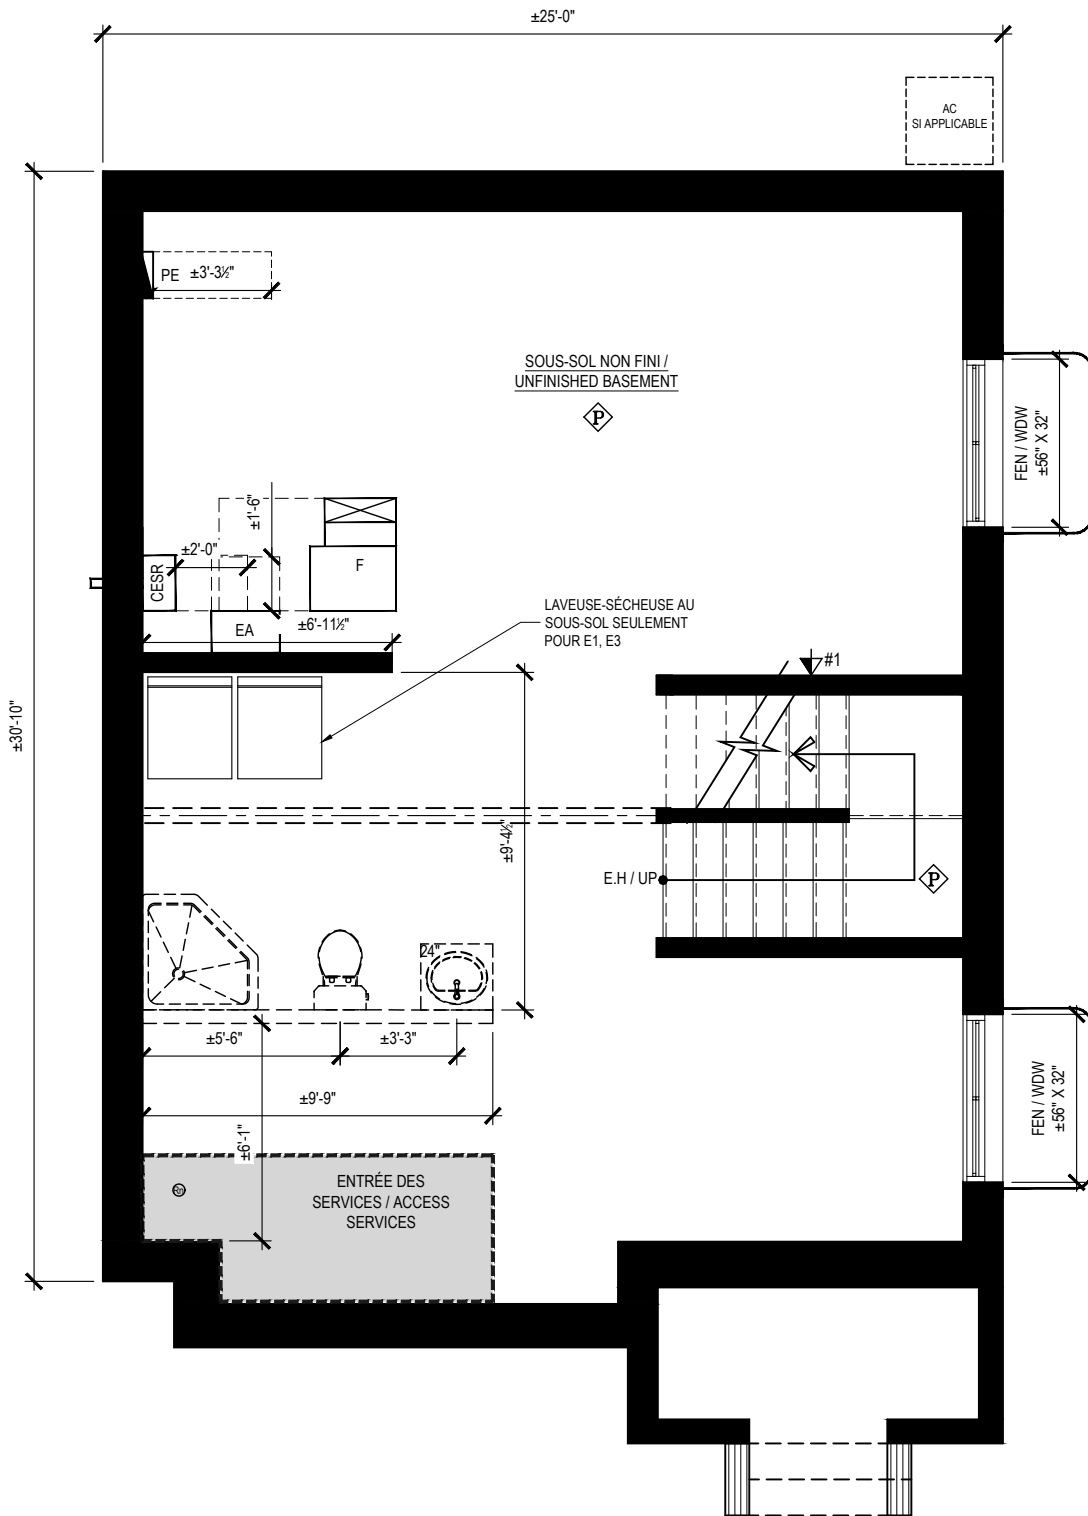 ±25'-0"
AC
SI APPLICABLE
PE ±3'-3½"
SOUS-SOL NON FINI /
UNFINISHED BASEMENT
P
FEN / WDW
±56" X 32"
±1'-6"
±2'-0"
CESR
F
EA
±6'-11½"
LAVEUSE-SÉCHEUSE AU
SOUS-SOL SEULEMENT
POUR E1, E3
#1
±30'-10"
±9'-4½"
E.H / UP
P
24"
±5'-6"
±3'-3"
±9'-9"
±6'-1"
FEN / WDW
±56" X 32"
ENTRÉE DES
SERVICES / ACCESS
SERVICES